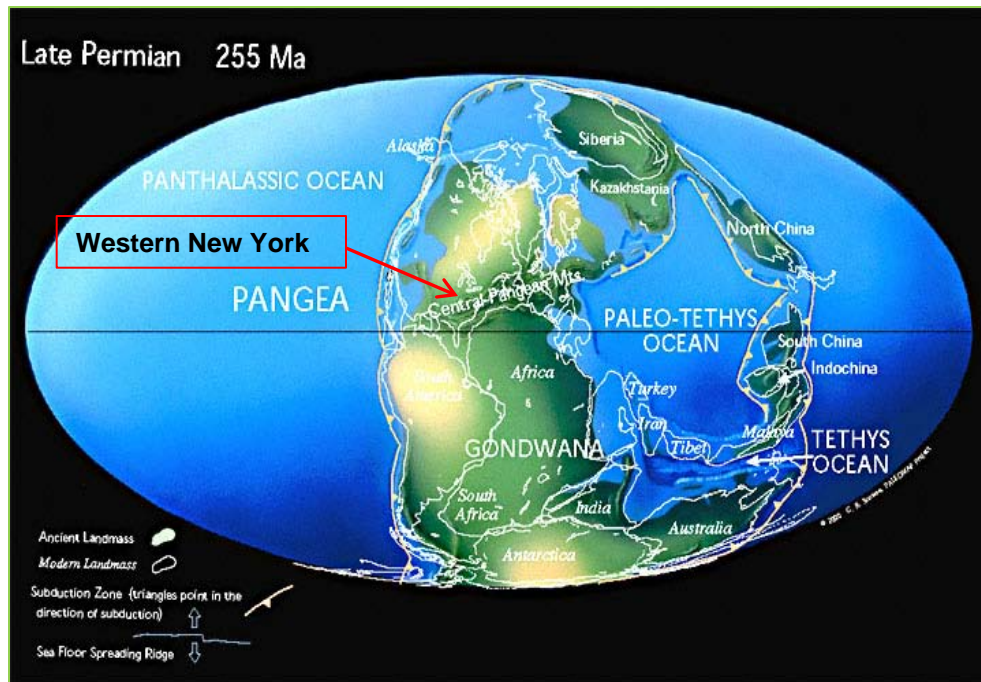 Late Permian 255 Ma
Siberia
Alaska
PANTHALASSIC OCEAN
Kazakhstania
North China
Western New York
Central Pangean Mts.
PANGEA
PALEO-TETHYS
OCEAN
South China
Indochina
South
America
Africa
Turkey
Iran
Tibet
Malaya
GONDWANA
TETHYS
OCEAN
South
Africa
India
Australia
Antarctica
Ancient Landmass
Modern Landmass
Subduction Zone (triangles point in the
direction of subduction)
Sea Floor Spreading Ridge